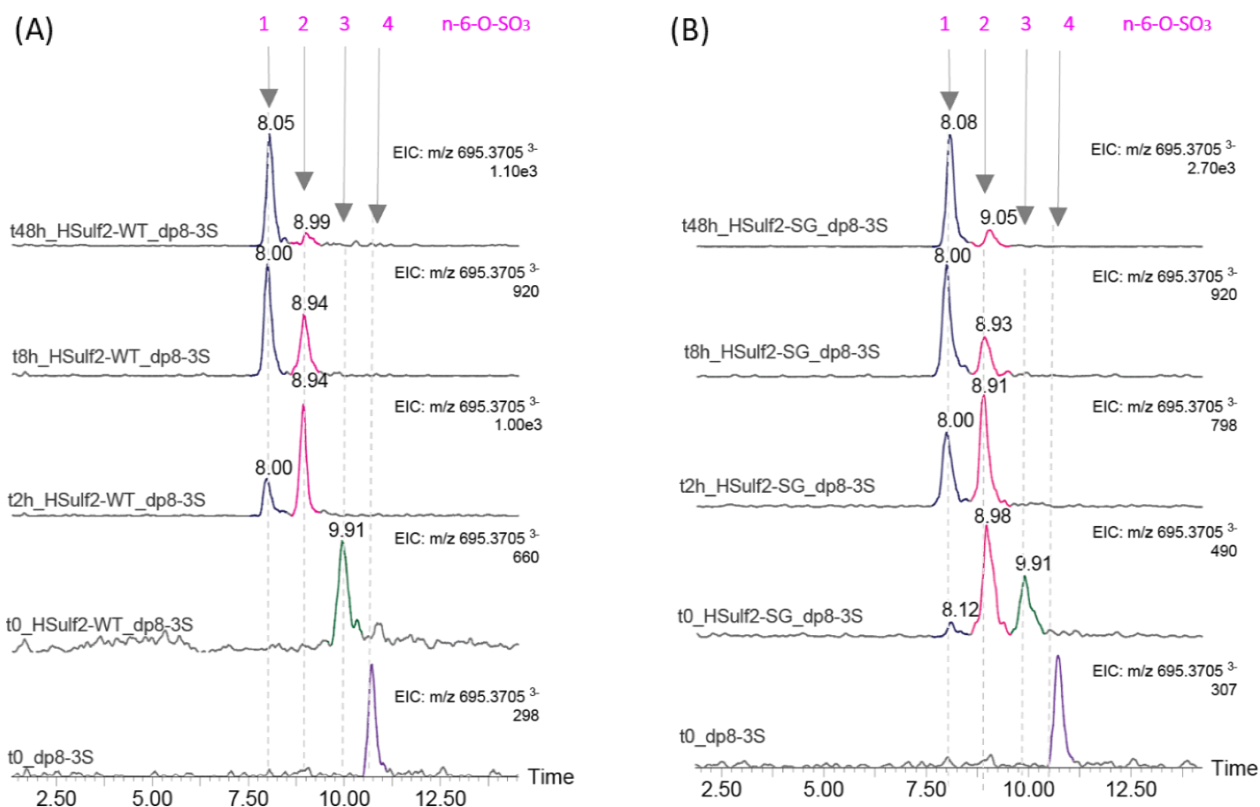 (A)
1 2 3 4 n-6-O-SO3
8.05
EIC: m/z 695.3705 3-
1.10e3
t48h_HSulf2-WT_dp8-3S
8.99
8.00
EIC: m/z 695.3705 3-
920
8.94
t8h_HSulf2-WT_dp8-3S
8.94
EIC: m/z 695.3705 3-
1.00e3
8.00
t2h_HSulf2-WT_dp8-3S
9.91
EIC: m/z 695.3705 3-
660
t0_HSulf2-WT_dp8-3S
EIC: m/z 695.3705 3-
298
t0_dp8-3S
Time
2.50 5.00 7.50 10.00 12.50
(B)
1 2 3 4 n-6-O-SO3
8.08
EIC: m/z 695.3705 3-
2.70e3
t48h_HSulf2-SG_dp8-3S
9.05
8.00
EIC: m/z 695.3705 3-
920
8.93
t8h_HSulf2-SG_dp8-3S
8.91
EIC: m/z 695.3705 3-
798
8.00
t2h_HSulf2-SG_dp8-3S
8.98
EIC: m/z 695.3705 3-
490
9.91
8.12
t0_HSulf2-SG_dp8-3S
EIC: m/z 695.3705 3-
307
t0_dp8-3S
Time
2.50 5.00 7.50 10.00 12.50